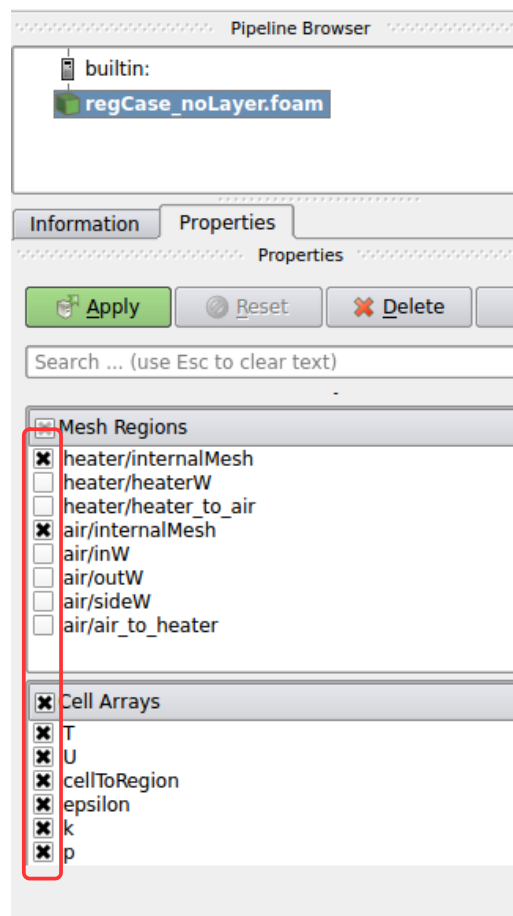 Pipeline Browser
builtin:
regCase_noLayer.foam
Information Properties
Properties
Apply Reset Delete
Search ... (use Esc to clear text)
Mesh Regions
heater/internalMesh
heater/heaterW
heater/heater_to_air
air/internalMesh
air/inW
air/outW
air/sideW
air/air_to_heater
Cell Arrays
T
U
cellToRegion
epsilon
k
p